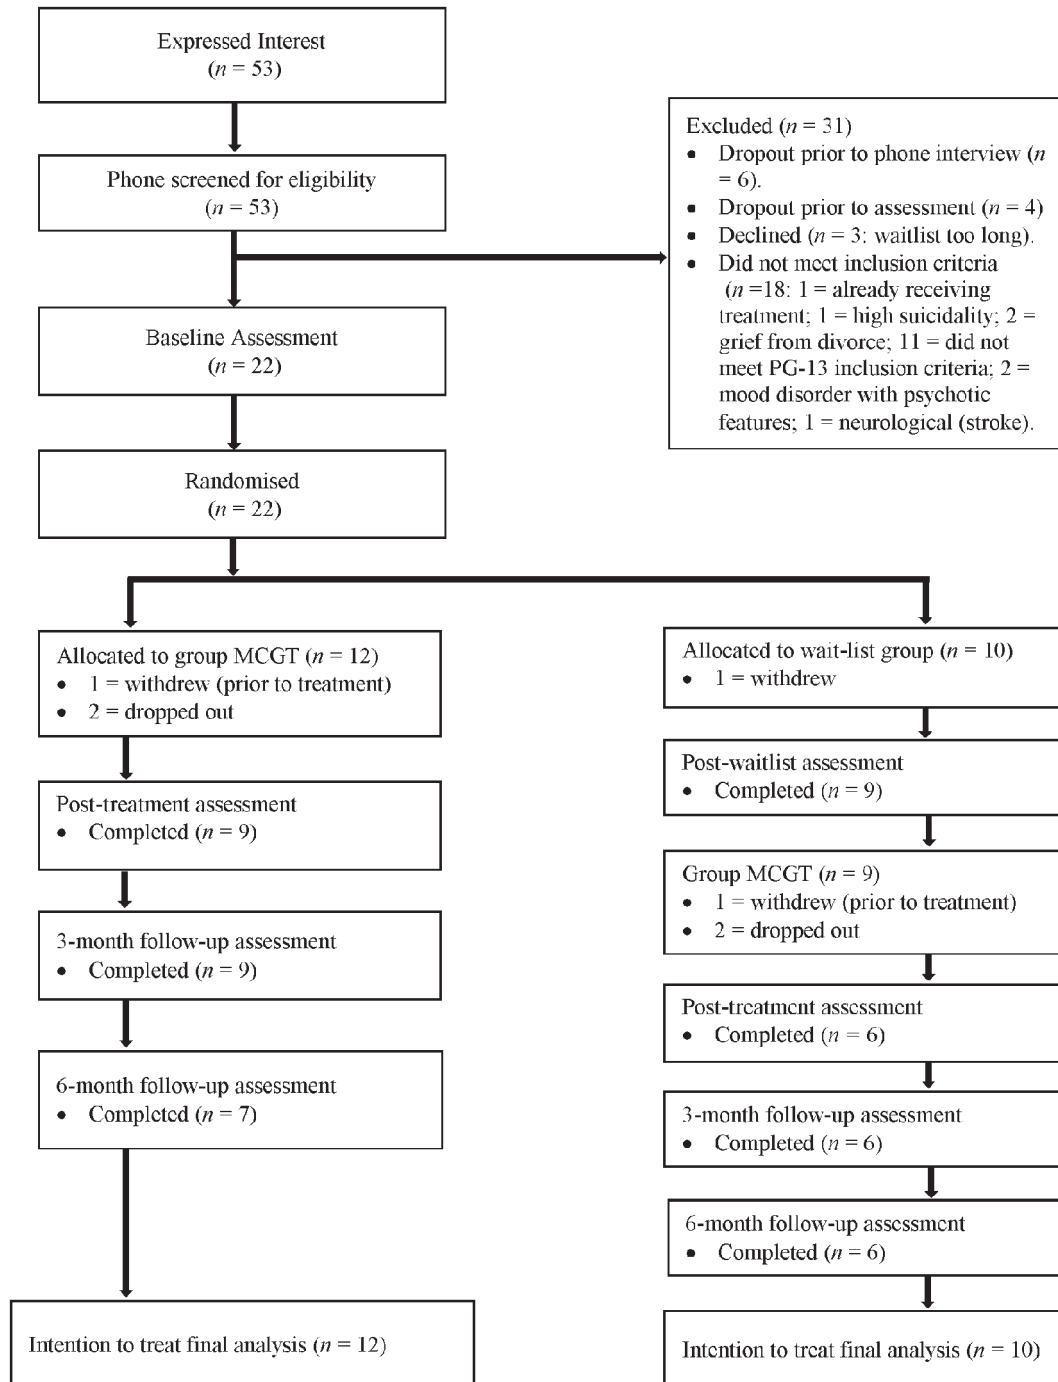 Expressed Interest
(n = 53)
Phone screened for eligibility
(n = 53)
Excluded (n = 31)
• Dropout prior to phone interview (n
= 6).
• Dropout prior to assessment (n = 4)
• Declined (n = 3: waitlist too long).
• Did not meet inclusion criteria
(n =18: 1 = already receiving
treatment; 1 = high suicidality; 2 =
grief from divorce; 11 = did not
meet PG-13 inclusion criteria; 2 =
mood disorder with psychotic
features; 1 = neurological (stroke).
Baseline Assessment
(n = 22)
Randomised
(n = 22)
Allocated to group MCGT (n = 12)
• 1 = withdrew (prior to treatment)
• 2 = dropped out
Post-treatment assessment
• Completed (n = 9)
3-month follow-up assessment
• Completed (n = 9)
6-month follow-up assessment
• Completed (n = 7)
Intention to treat final analysis (n = 12)
Allocated to wait-list group (n = 10)
• 1 = withdrew
Post-waitlist assessment
• Completed (n = 9)
Group MCGT (n = 9)
• 1 = withdrew (prior to treatment)
• 2 = dropped out
Post-treatment assessment
• Completed (n = 6)
3-month follow-up assessment
• Completed (n = 6)
6-month follow-up assessment
• Completed (n = 6)
Intention to treat final analysis (n = 10)